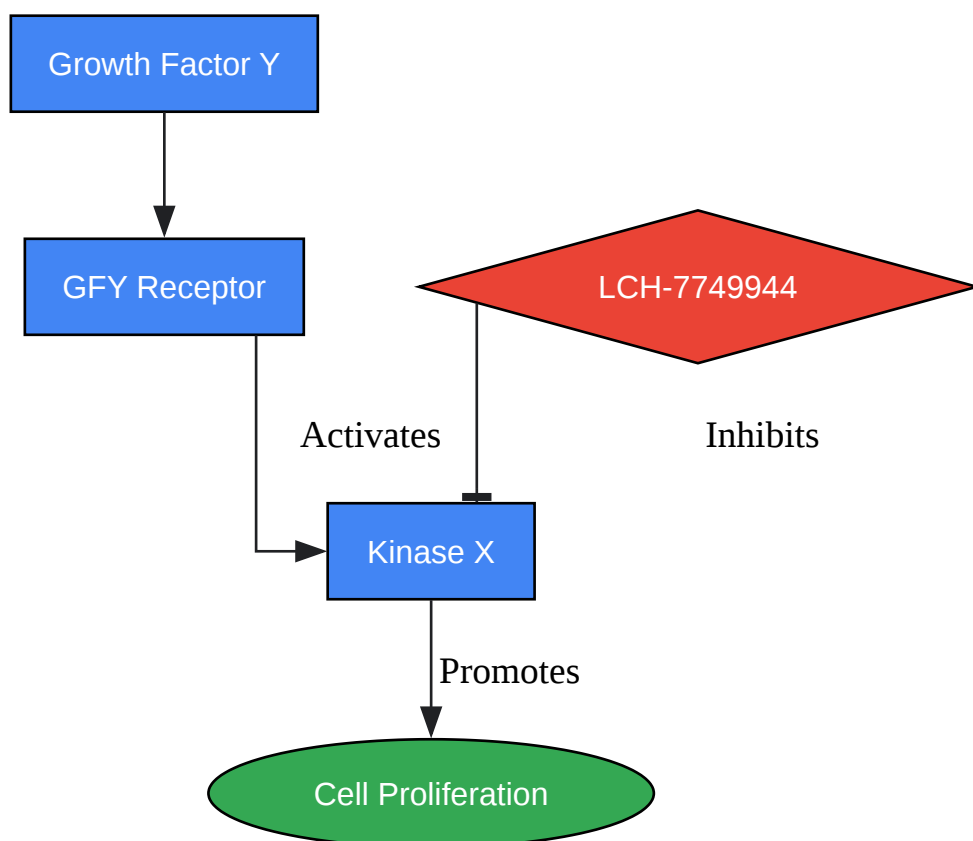 Growth Factor Y
GFY Receptor
LCH-7749944
Activates
Inhibits
Kinase X
Promotes
Cell Proliferation